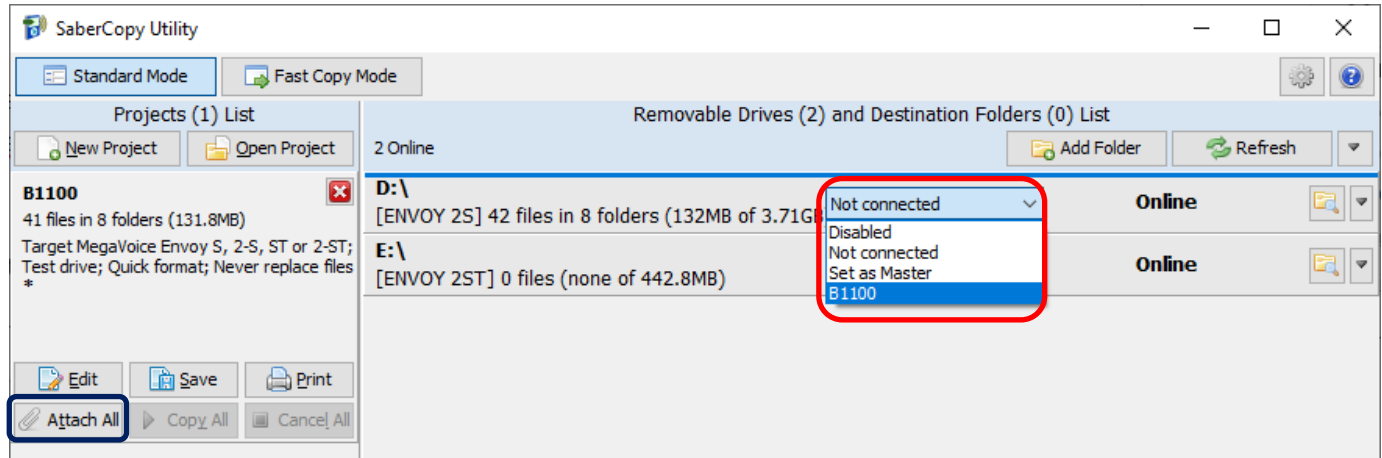 SaberCopy Utility
Standard Mode
Fast Copy Mode
Projects (1) List
Removable Drives (2) and Destination Folders (0) List
New Project
Open Project
2 Online
Add Folder
Refresh
B1100
41 files in 8 folders (131.8MB)
Target MegaVoice Envoy S, 2-S, ST or 2-ST;
Test drive; Quick format; Never replace files
*
D:\
[ENVOY 2S] 42 files in 8 folders (132MB of 3.71GB
Not connected
Online
Disabled
Not connected
Set as Master
B1100
E:\
[ENVOY 2ST] 0 files (none of 442.8MB)
Online
Edit
Save
Print
Attach All
Copy All
Cancel All